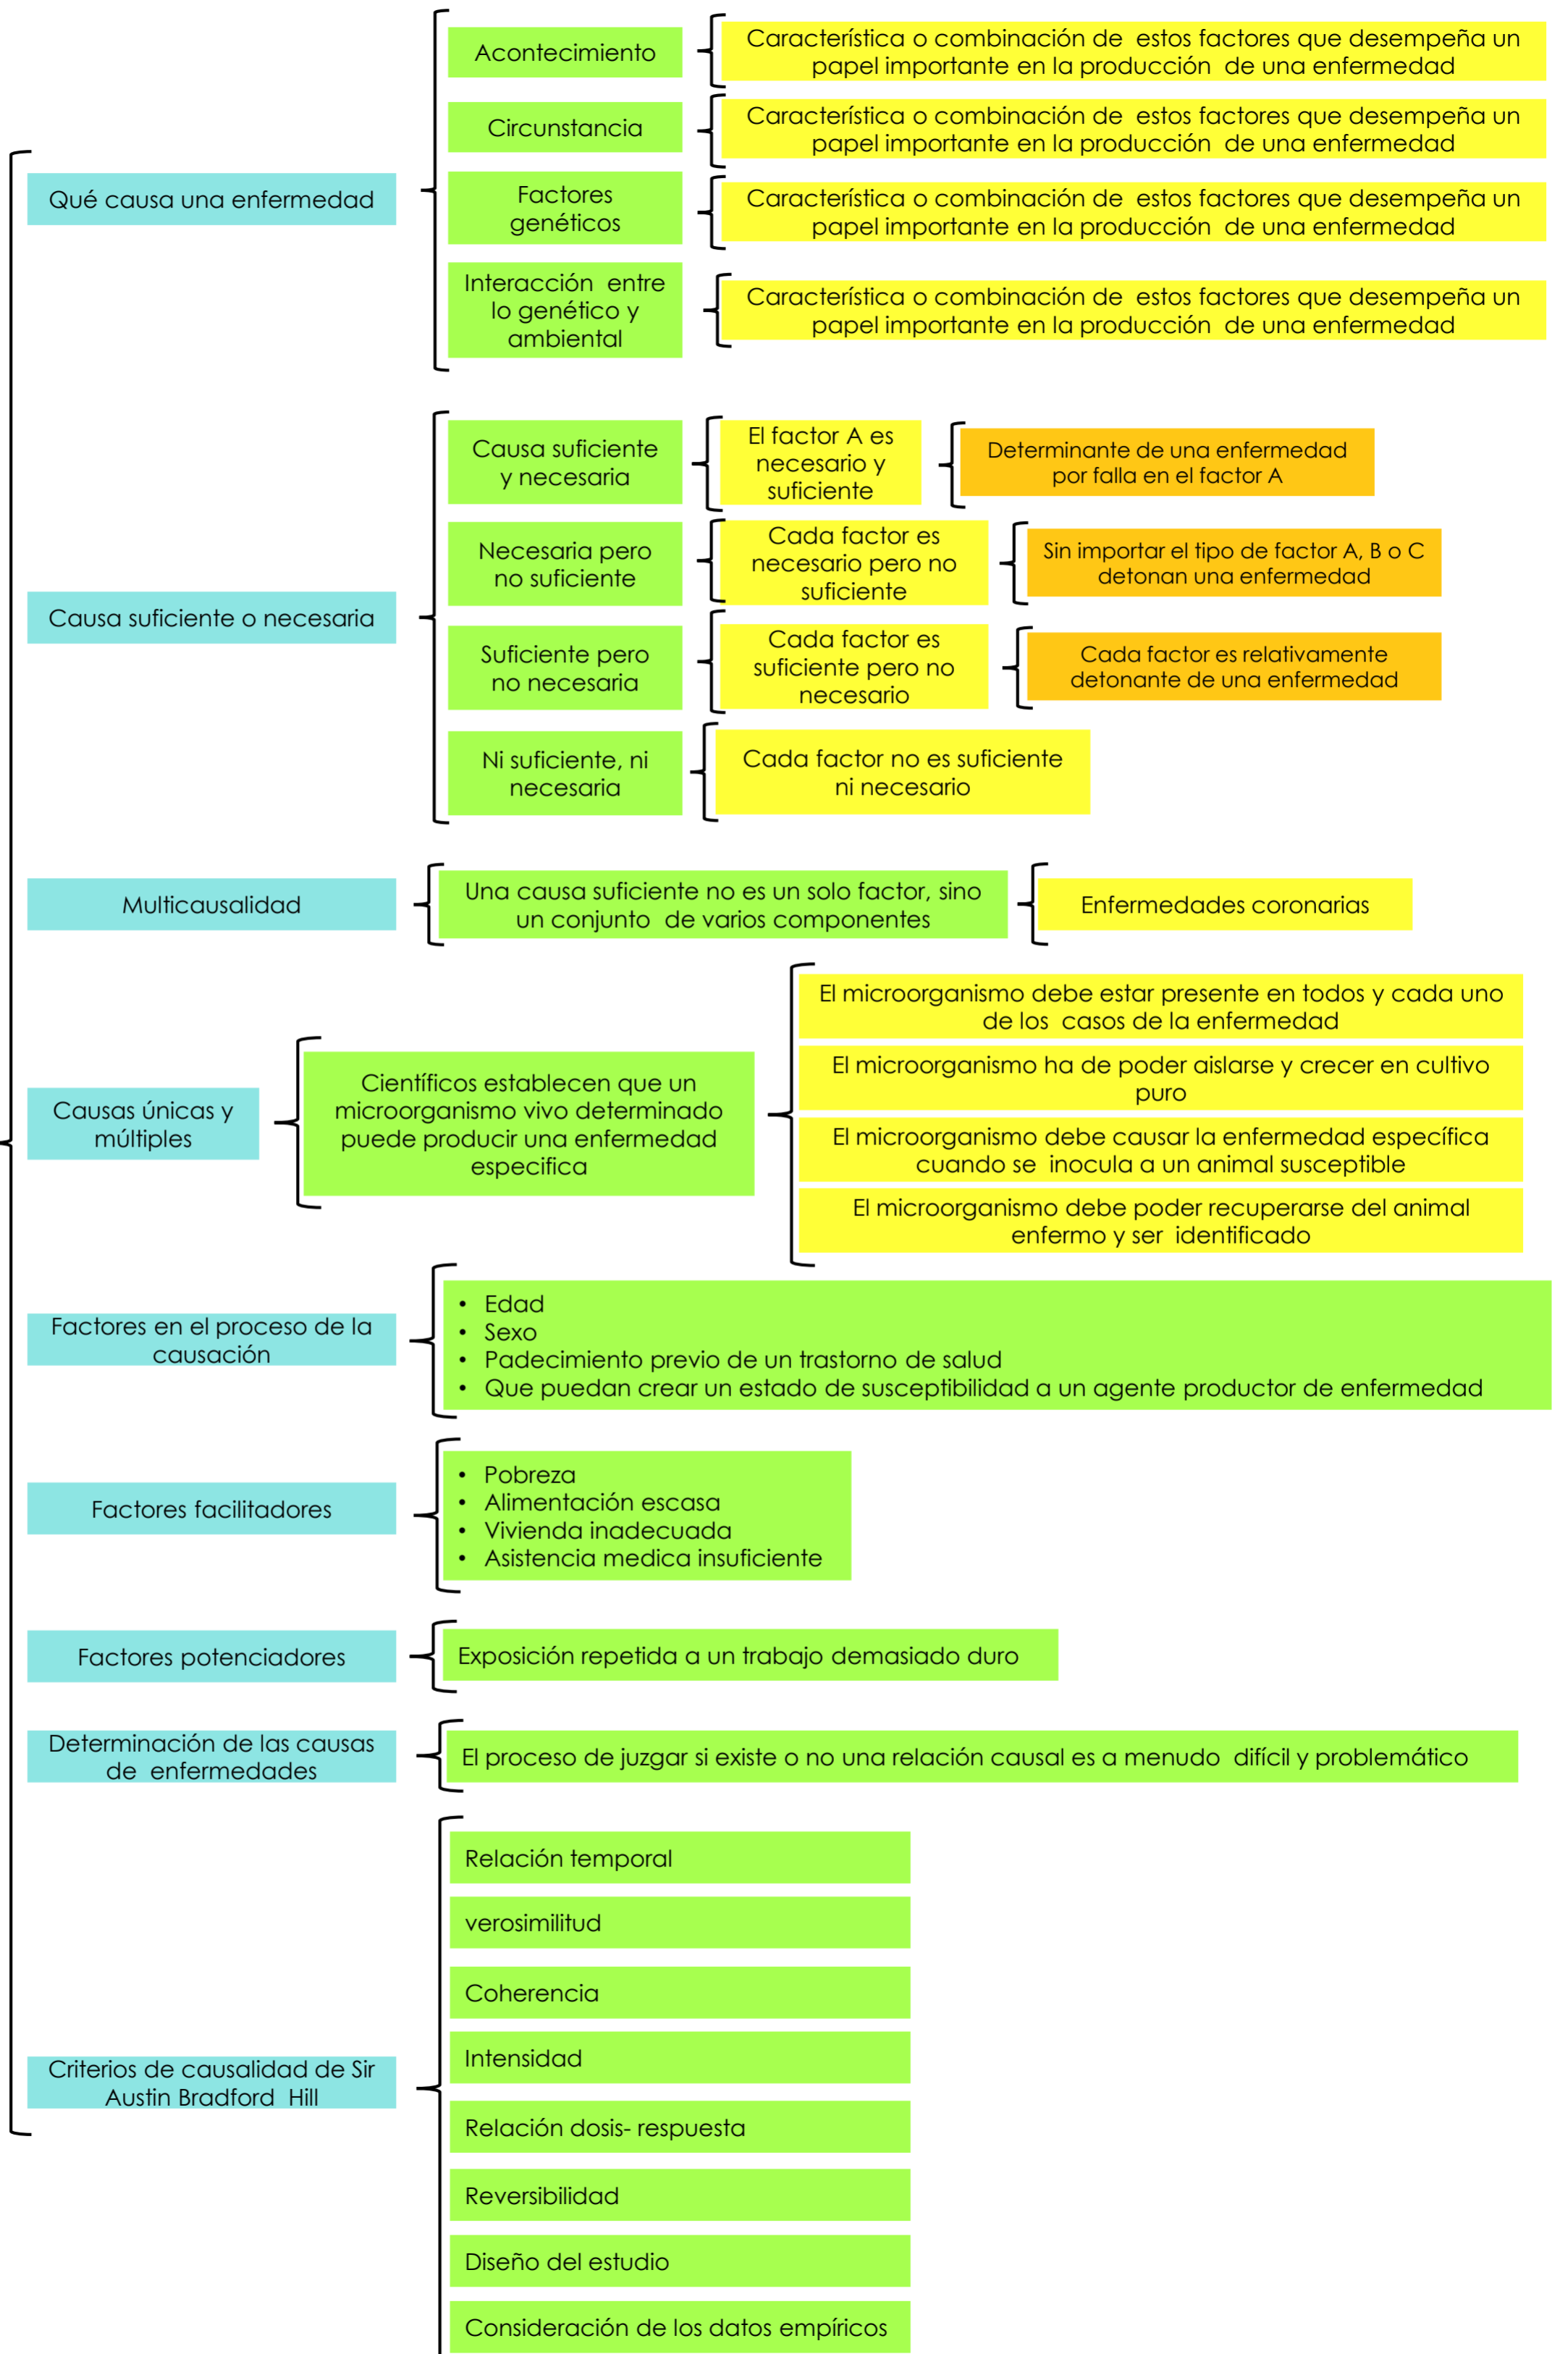 Qué causa una enfermedad
Acontecimiento
Característica o combinación de estos factores que desempeña un
papel importante en la producción de una enfermedad
Circunstancia
Característica o combinación de estos factores que desempeña un
papel importante en la producción de una enfermedad
Factores
genéticos
Característica o combinación de estos factores que desempeña un
papel importante en la producción de una enfermedad
Interacción entre
lo genético y
ambiental
Característica o combinación de estos factores que desempeña un
papel importante en la producción de una enfermedad
Causa suficiente o necesaria
Causa suficiente
y necesaria
El factor A es
necesario y
suficiente
Determinante de una enfermedad
por falla en el factor A
Necesaria pero
no suficiente
Cada factor es
necesario pero no
suficiente
Sin importar el tipo de factor A, B o C
detonan una enfermedad
Suficiente pero
no necesaria
Cada factor es
suficiente pero no
necesario
Cada factor es relativamente
detonante de una enfermedad
Ni suficiente, ni
necesaria
Cada factor no es suficiente
ni necesario
Multicausalidad
Una causa suficiente no es un solo factor, sino
un conjunto de varios componentes
Enfermedades coronarias
Causas únicas y
múltiples
Científicos establecen que un
microorganismo vivo determinado
puede producir una enfermedad
especifica
El microorganismo debe estar presente en todos y cada uno
de los casos de la enfermedad
El microorganismo ha de poder aislarse y crecer en cultivo
puro
El microorganismo debe causar la enfermedad específica
cuando se inocula a un animal susceptible
El microorganismo debe poder recuperarse del animal
enfermo y ser identificado
Factores en el proceso de la
causación
• Edad
• Sexo
• Padecimiento previo de un trastorno de salud
• Que puedan crear un estado de susceptibilidad a un agente productor de enfermedad
Factores facilitadores
• Pobreza
• Alimentación escasa
• Vivienda inadecuada
• Asistencia medica insuficiente
Factores potenciadores
Exposición repetida a un trabajo demasiado duro
Determinación de las causas
de enfermedades
El proceso de juzgar si existe o no una relación causal es a menudo difícil y problemático
Criterios de causalidad de Sir
Austin Bradford Hill
Relación temporal
verosimilitud
Coherencia
Intensidad
Relación dosis- respuesta
Reversibilidad
Diseño del estudio
Consideración de los datos empíricos